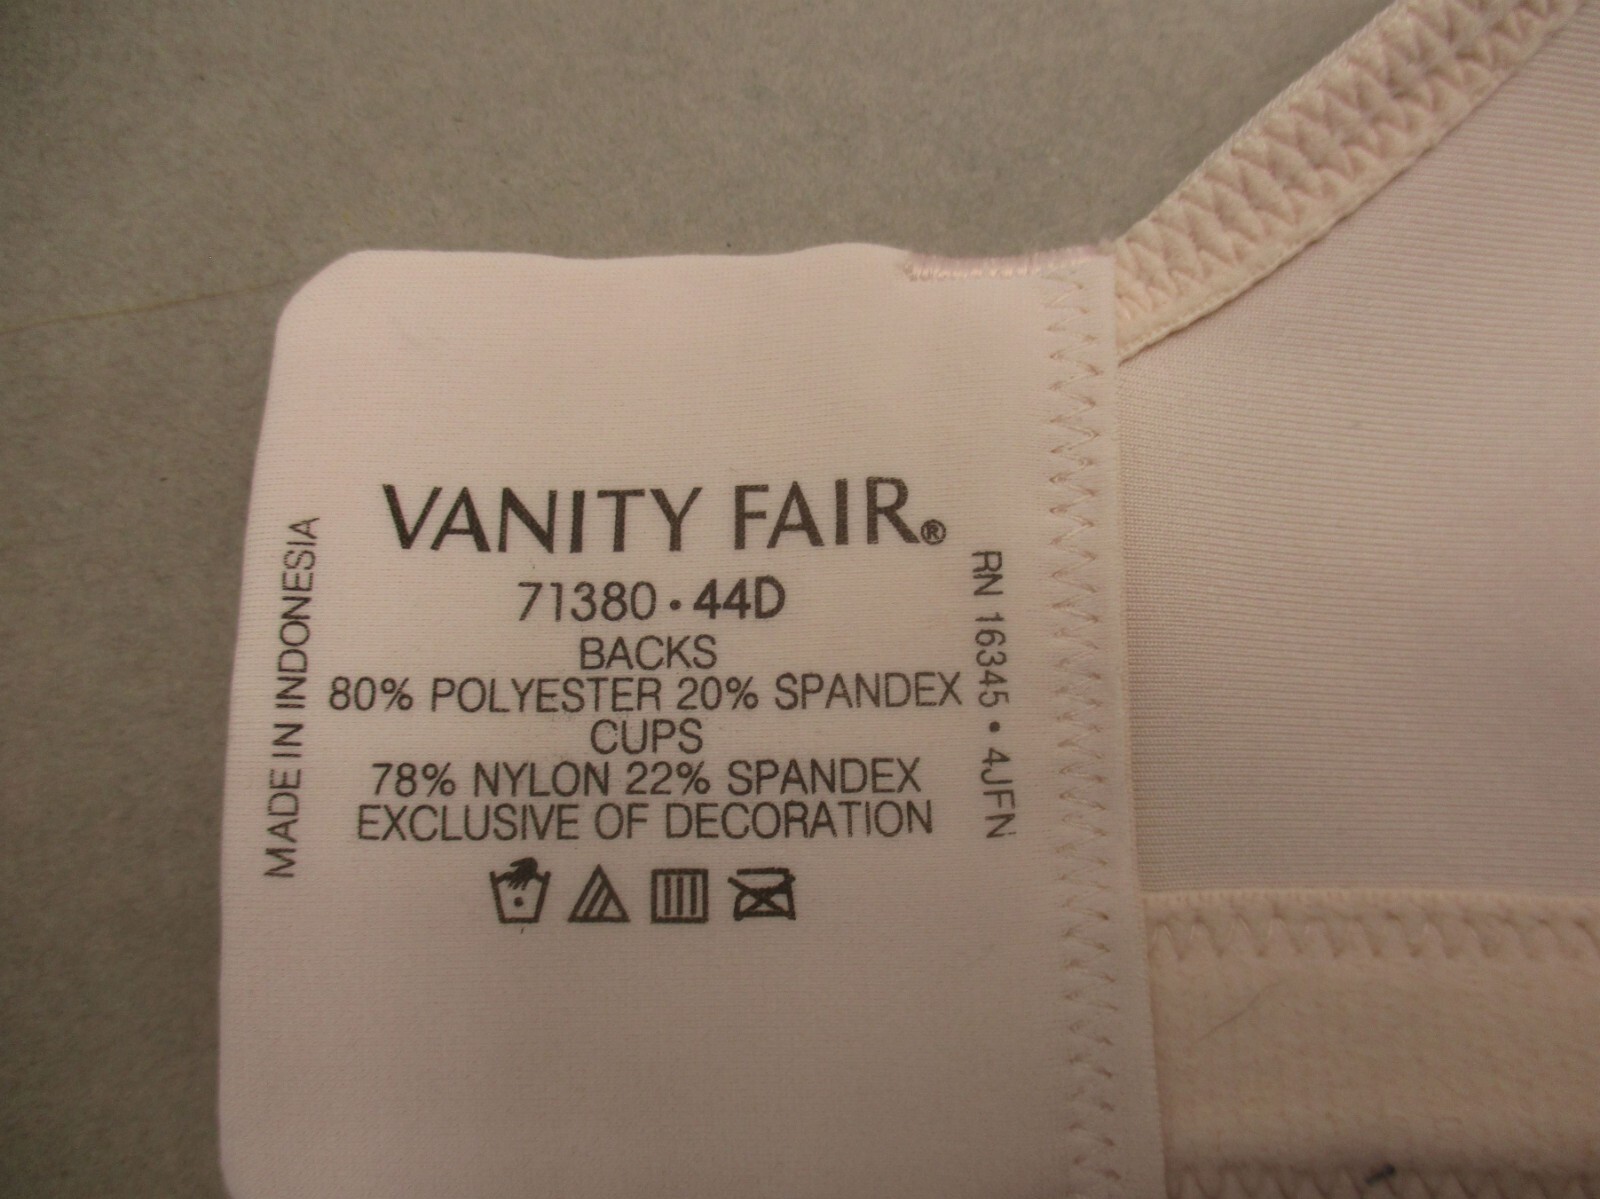 VANITY FAIR®
71380 • 44D
BACKS
80% POLYESTER 20% SPANDEX
CUPS
78% NYLON 22% SPANDEX
EXCLUSIVE OF DECORATION
MADE IN INDONESIA
RN 16345 • 4JFN